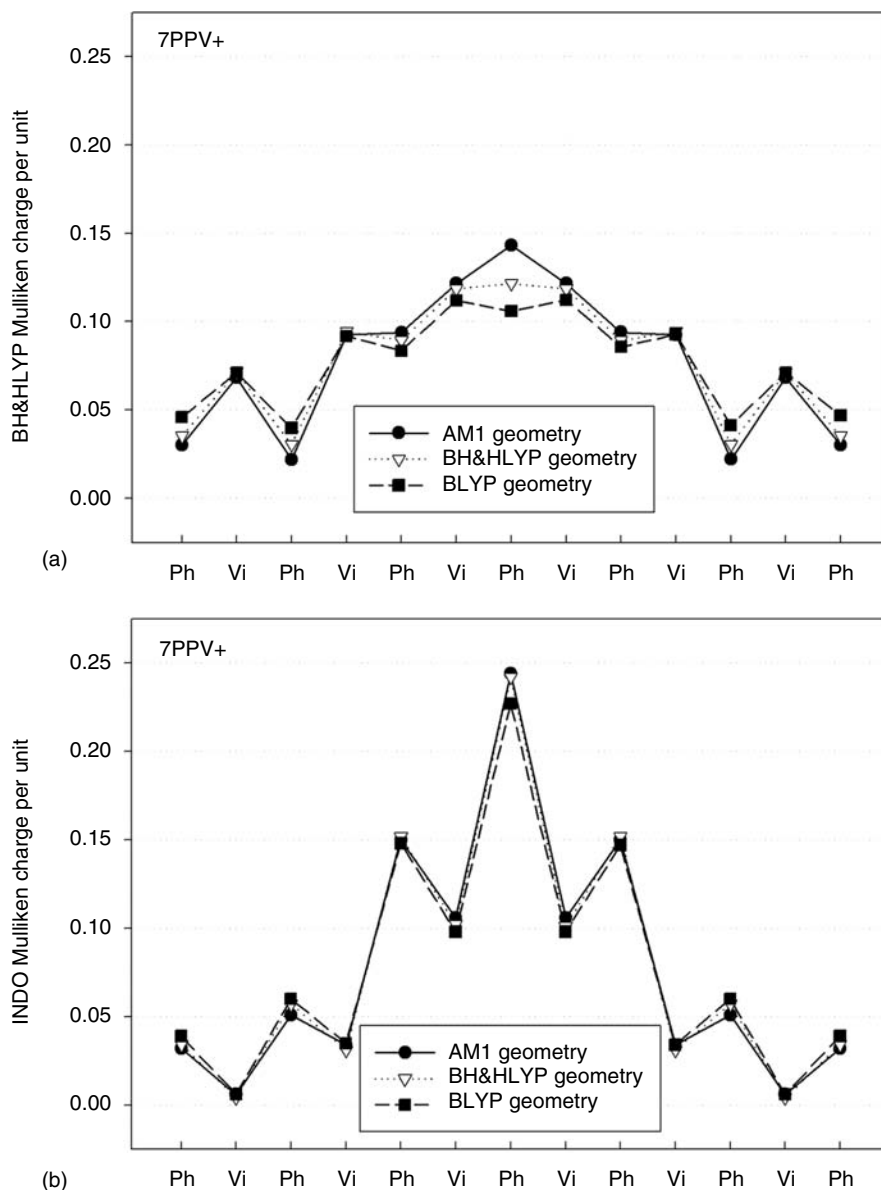 7PPV+
BH&HLYP Mulliken charge per unit
0.25
0.20
0.15
0.10
0.05
0.00
AM1 geometry
BH&HLYP geometry
BLYP geometry
(a)
Ph Vi Ph Vi Ph Vi Ph Vi Ph Vi Ph Vi Ph
7PPV+
INDO Mulliken charge per unit
0.25
0.20
0.15
0.10
0.05
0.00
AM1 geometry
BH&HLYP geometry
BLYP geometry
(b)
Ph Vi Ph Vi Ph Vi Ph Vi Ph Vi Ph Vi Ph